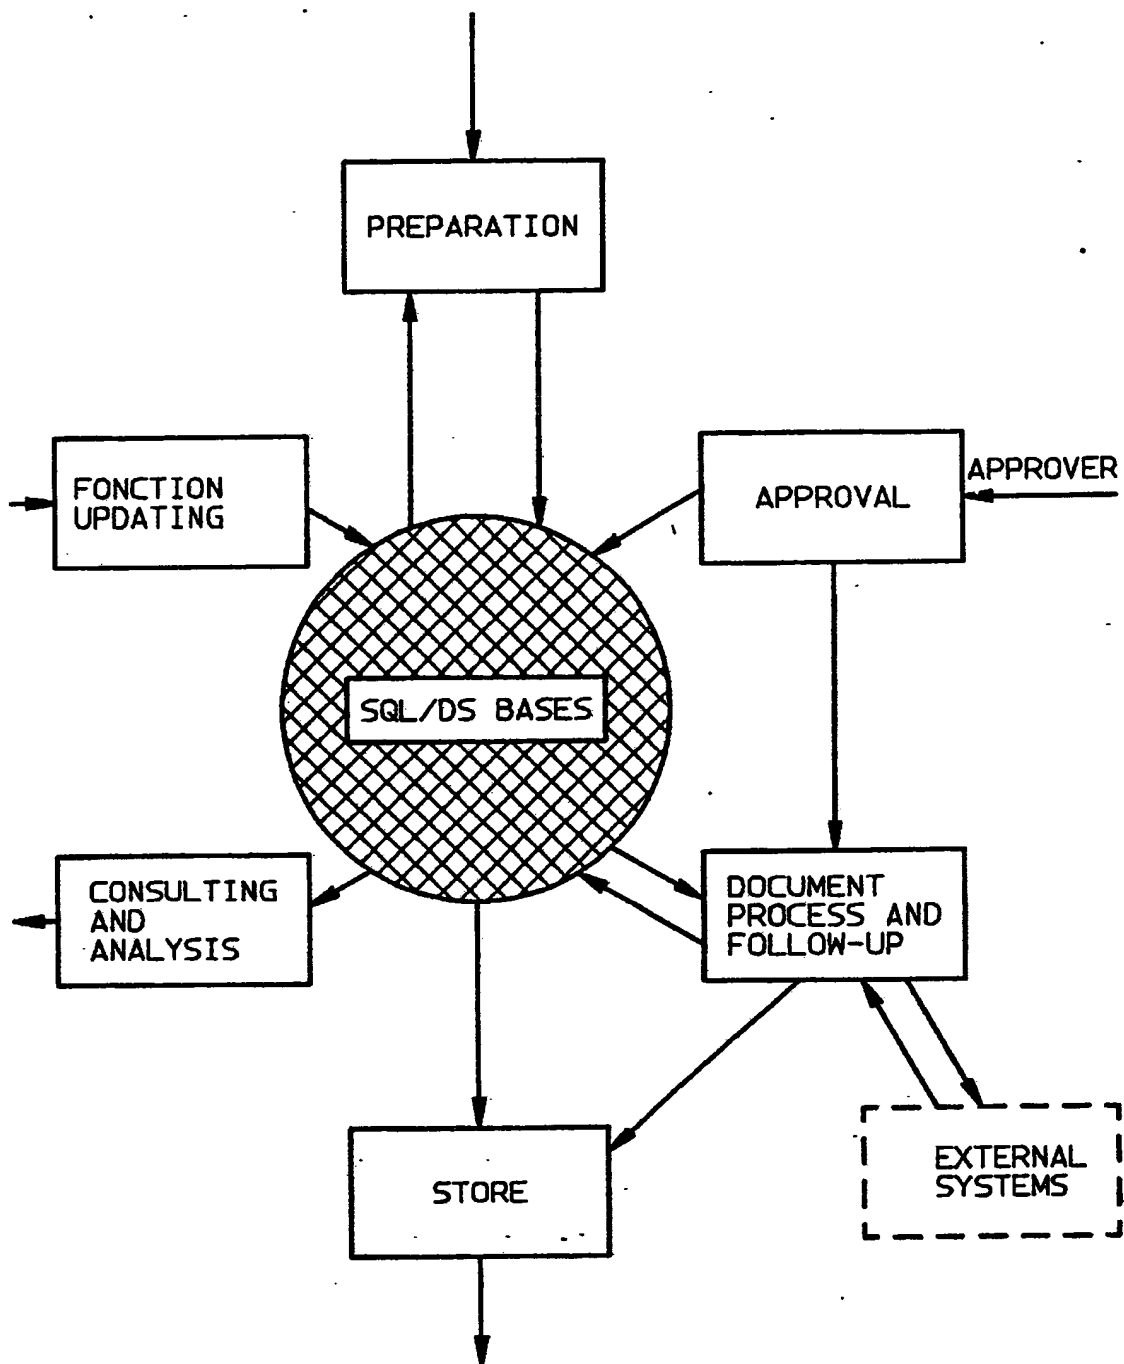 PREPARATION
FONCTION
UPDATING
APPROVAL
APPROVER
SQL/DS BASES
CONSULTING
AND
ANALYSIS
DOCUMENT
PROCESS AND
FOLLOW-UP
STORE
EXTERNAL
SYSTEMS